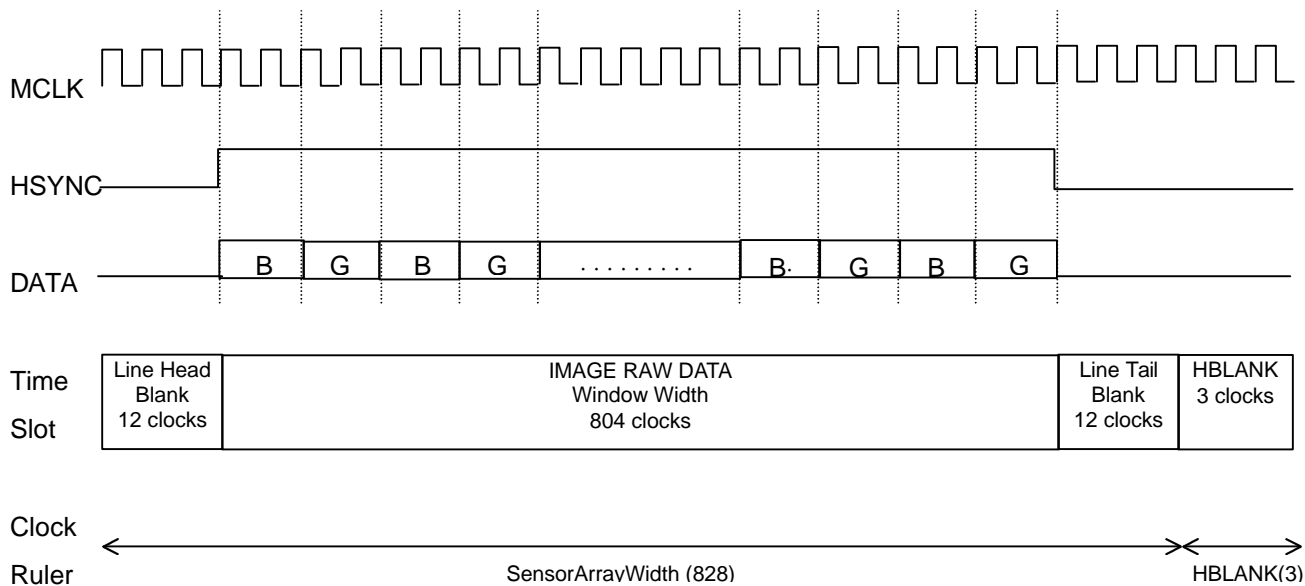 MCLK
HSYNC
DATA
B G B G . . . . . . . . . B. G B G
Time
Slot
Line Head
Blank
12 clocks
IMAGE RAW DATA
Window Width
804 clocks
Line Tail
Blank
12 clocks
HBLANK
3 clocks
Clock
Ruler
SensorArrayWidth (828)
HBLANK(3)